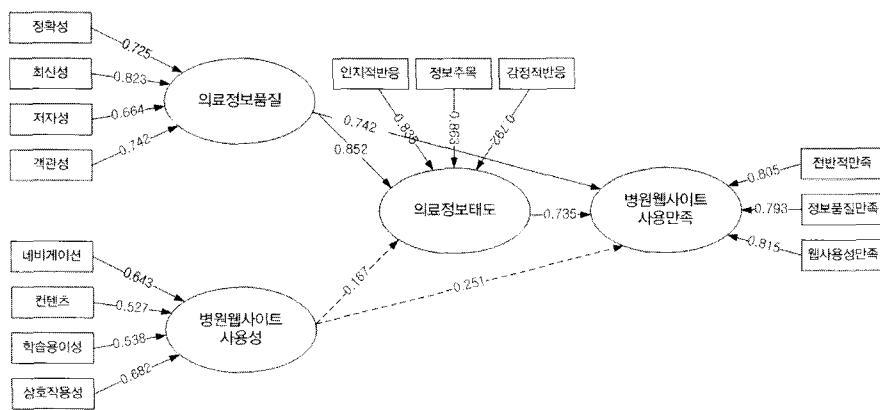 정확성
최신성
저자성
객관성
0.725
0.823
0.664
0.742
의료정보품질
인지적반응
정보주목
감정적반응
0.838
0.863
0.792
0.742
0.852
의료정보태도
0.735
병원웹사이트
사용만족
0.805
0.793
0.815
전반적만족
정보품질만족
웹사용성만족
네비게이션
컨텐츠
학습용이성
상호작용성
0.643
0.527
0.538
0.682
병원웹사이트
사용성
0.167
0.251